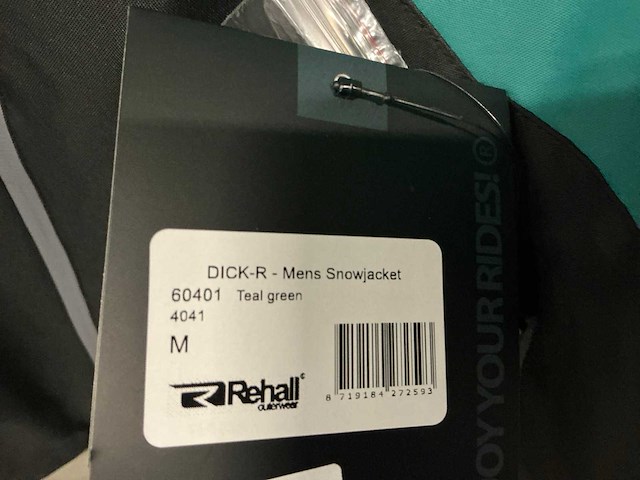 DICK-R - Mens Snowjacket
60401 Teal green
4041
M
Rehall©
outerwear
8 719184 272593
OY YOUR RIDES!®